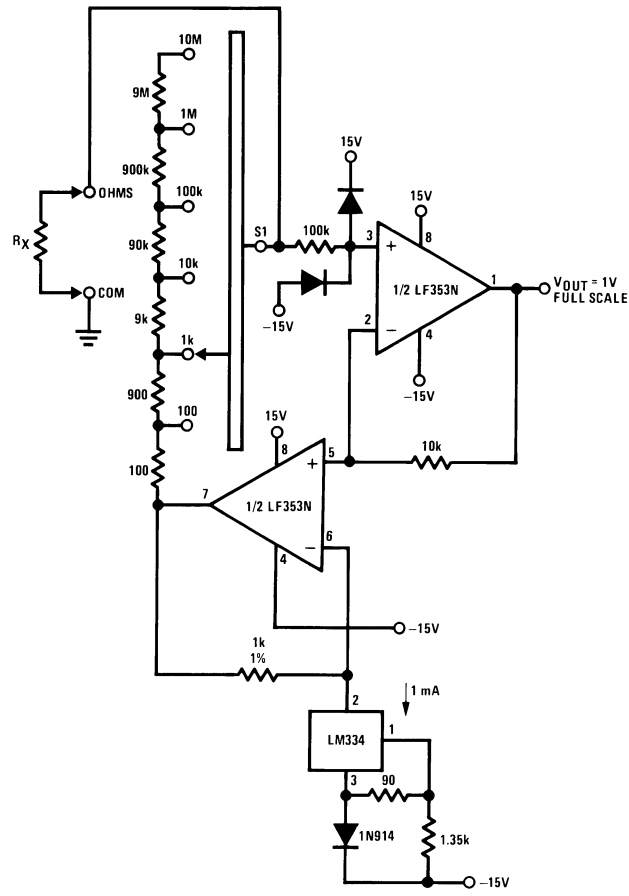 10M
9M
1M
900k
100k
OHMS
90k
RX
10k
COM
9k
1k
900
100
100
S1
100k
15V
-15V
3
+
15V
8
1/2 LF353N
1
2
−
4
-15V
VOUT = 1V
FULL SCALE
10k
15V
8
5
+
7
1/2 LF353N
6
−
4
-15V
1k
1%
1 mA
2
LM334
1
3
90
1N914
1.35k
-15V